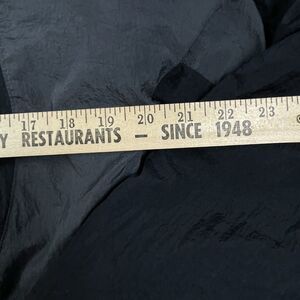 17 18 19 20 21 22 23
Y RESTAURANTS – SINCE 1948